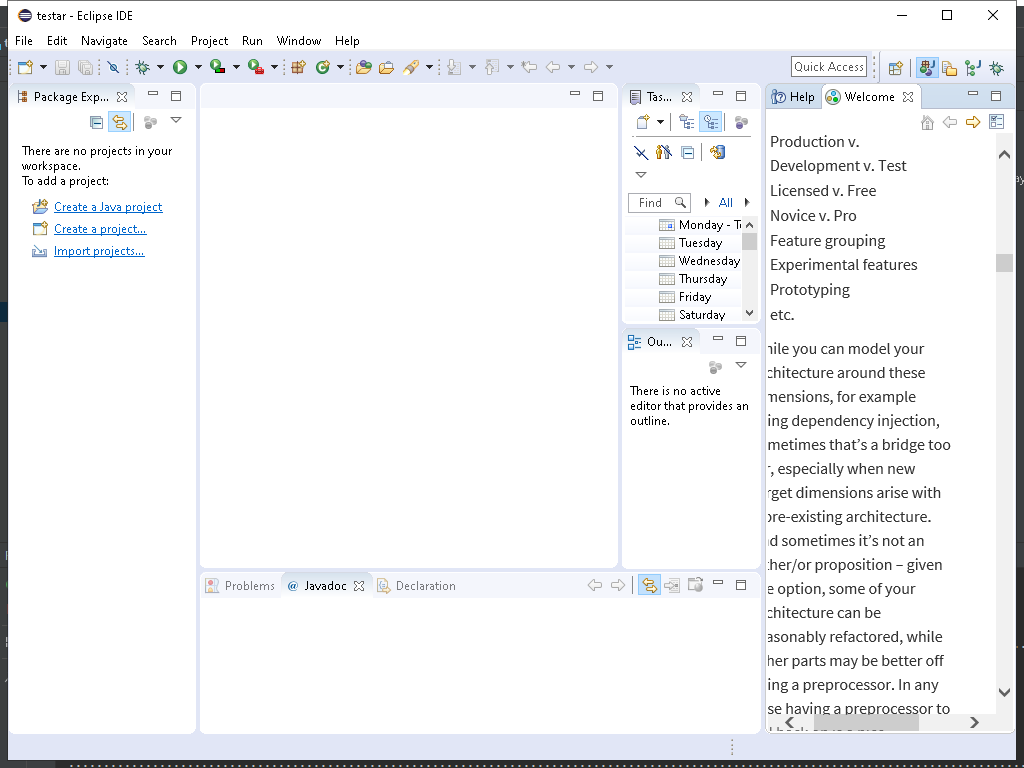 testar - Eclipse IDE
File Edit Navigate Search Project Run Window Help
Quick Access
Package Exp...
There are no projects in your
workspace.
To add a project:
Create a Java project
Create a project...
Import projects...
Tas...
Find
All
Monday - T
Tuesday
Wednesday
Thursday
Friday
Saturday
Ou...
There is no active
editor that provides an
outline.
Problems
@ Javadoc
Declaration
Help
Welcome
Production v.
Development v. Test
Licensed v. Free
Novice v. Pro
Feature grouping
Experimental features
Prototyping
etc.
hile you can model your
chitecture around these
mensions, for example
ing dependency injection,
metimes that’s a bridge too
r, especially when new
rget dimensions arise with
pre-existing architecture.
d sometimes it’s not an
her/or proposition – given
e option, some of your
chitecture can be
asonably refactored, while
her parts may be better off
ing a preprocessor. In any
se having a preprocessor to